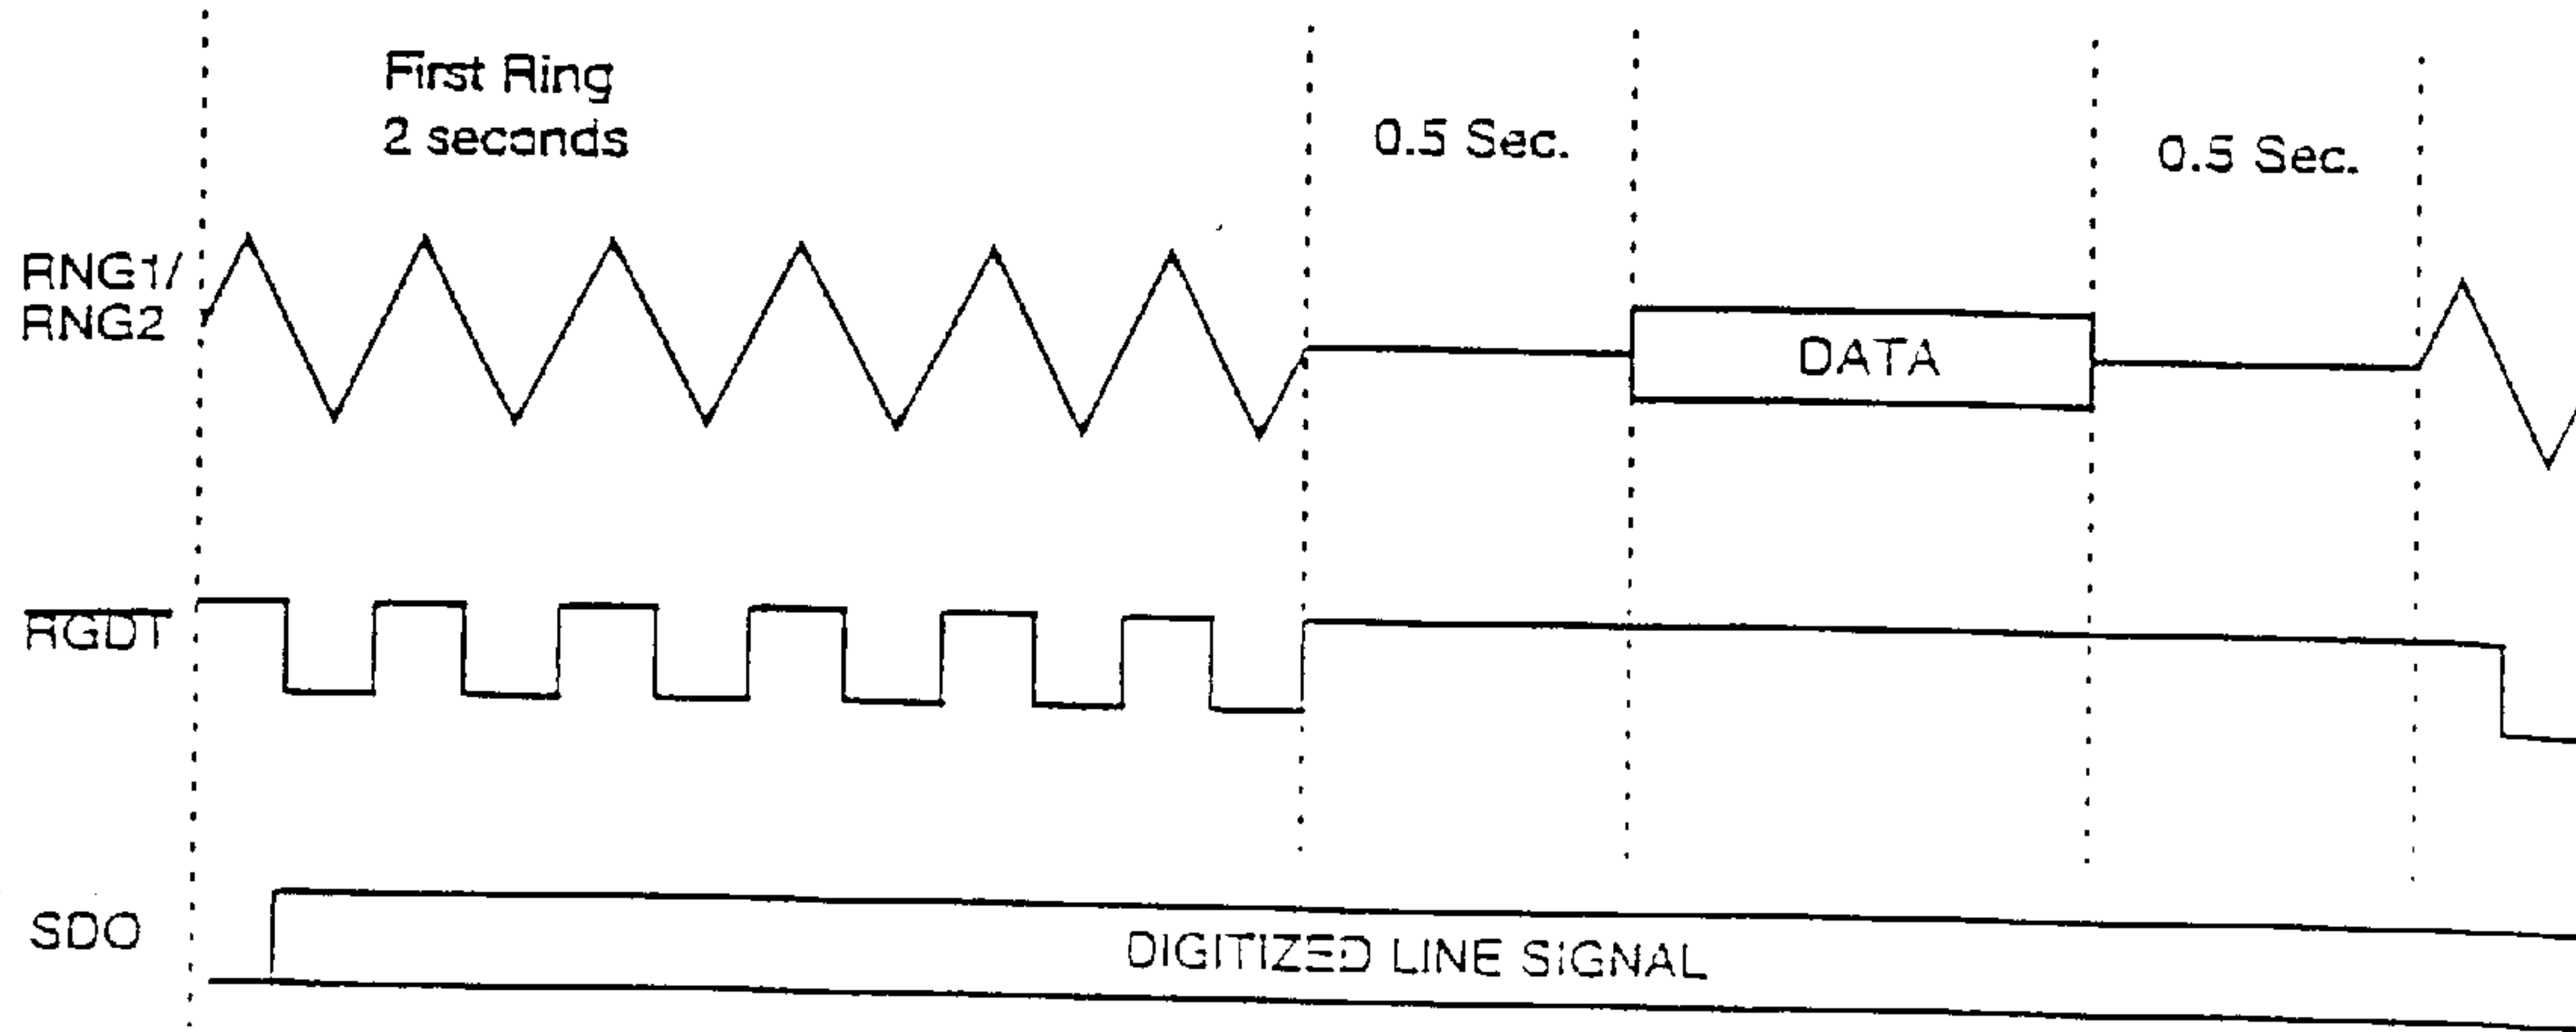 First Ring
2 seconds
0.5 Sec.
0.5 Sec.
RNG1/
RNG2
DATA
RGDT
SDO
DIGITIZED LINE SIGNAL